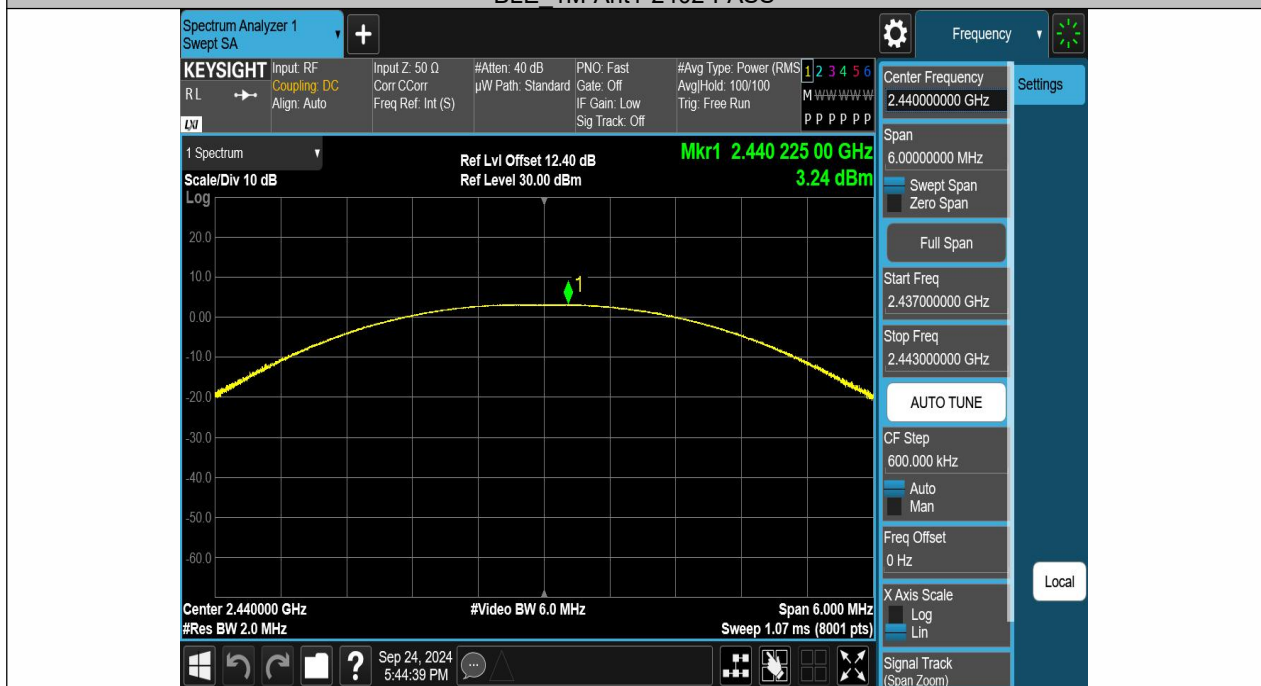 BLE_1M-Ant1-2402-PASS
Spectrum Analyzer 1
Swept SA
Frequency
KEYSIGHT
RL
LXI
Input: RF
Coupling: DC
Align: Auto
Input Z: 50 Ω
Corr CCorr
Freq Ref: Int (S)
#Atten: 40 dB
µW Path: Standard
PNO: Fast
Gate: Off
IF Gain: Low
Sig Track: Off
#Avg Type: Power (RMS
Avg|Hold: 100/100
Trig: Free Run
1 2 3 4 5 6
M W W W W W
P P P P P P
1 Spectrum
Scale/Div 10 dB
Log
Ref Lvl Offset 12.40 dB
Ref Level 30.00 dBm
Mkr1 2.440 225 00 GHz
3.24 dBm
20.0
10.0
1
0.00
-10.0
-20.0
-30.0
-40.0
-50.0
-60.0
Center 2.440000 GHz
#Res BW 2.0 MHz
#Video BW 6.0 MHz
Span 6.000 MHz
Sweep 1.07 ms (8001 pts)
Center Frequency
2.440000000 GHz
Settings
Span
6.00000000 MHz
Swept Span
Zero Span
Full Span
Start Freq
2.437000000 GHz
Stop Freq
2.443000000 GHz
AUTO TUNE
CF Step
600.000 kHz
Auto
Man
Freq Offset
0 Hz
X Axis Scale
Log
Lin
Local
Signal Track
(Span Zoom)
?
Sep 24, 2024
5:44:39 PM